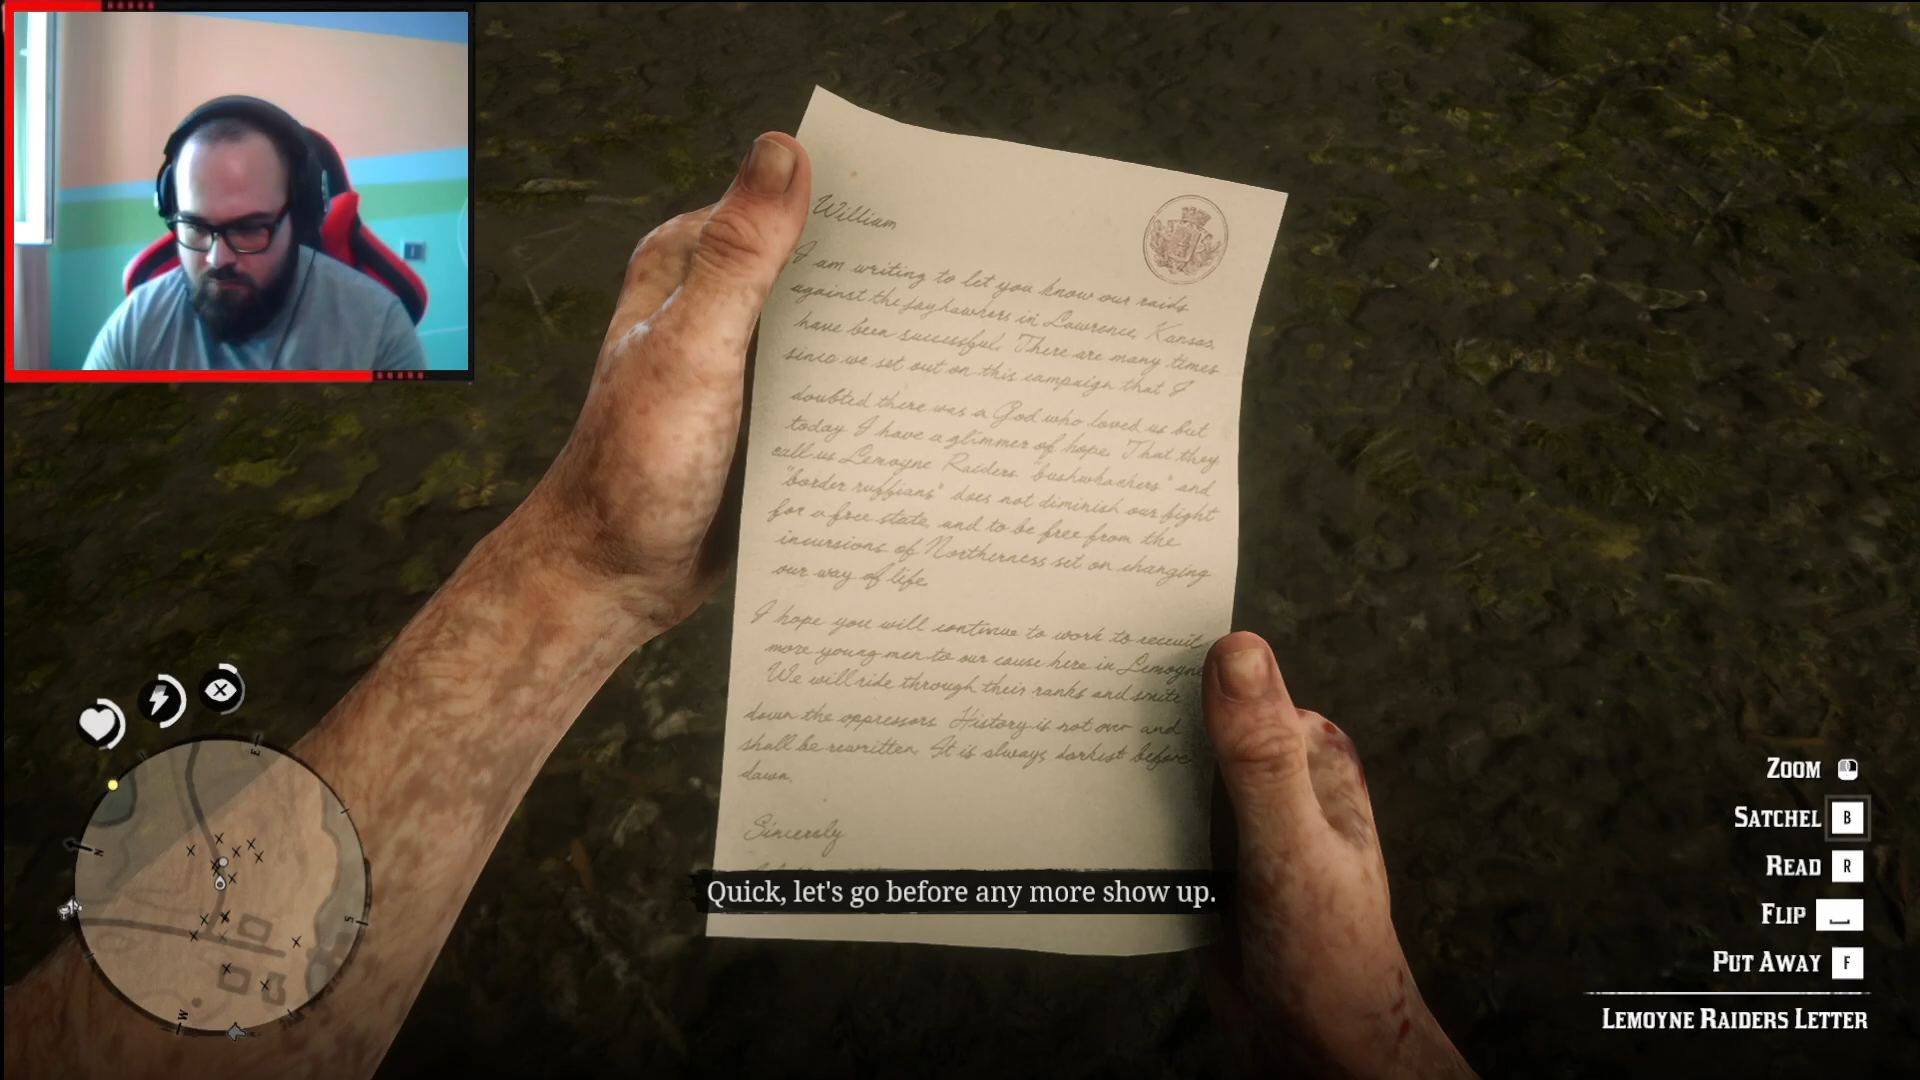 William
I am writing to let you know our raids
against the jayhawkers in Lawrence, Kansas,
have been successful. There are many times
since we set out on this campaign that I
doubted there was a God who loved us but
today I have a glimmer of hope. That they
call us Lemoyne Raiders "bushwhackers" and
"border ruffians" does not diminish our fight
for a free state, and to be free from the
incursions of Northerness set on changing
our way of life.
I hope you will continue to work to recruit
more young men to our cause here in Lemoyne
We will ride through their ranks and smite
down the oppressors. History is not over and
shall be rewritten. It is always darkest before
dawn.
Sincerely
Quick, let's go before any more show up.
E
N
S
W
ZOOM
SATCHEL B
READ R
FLIP
PUT AWAY F
LEMOYNE RAIDERS LETTER